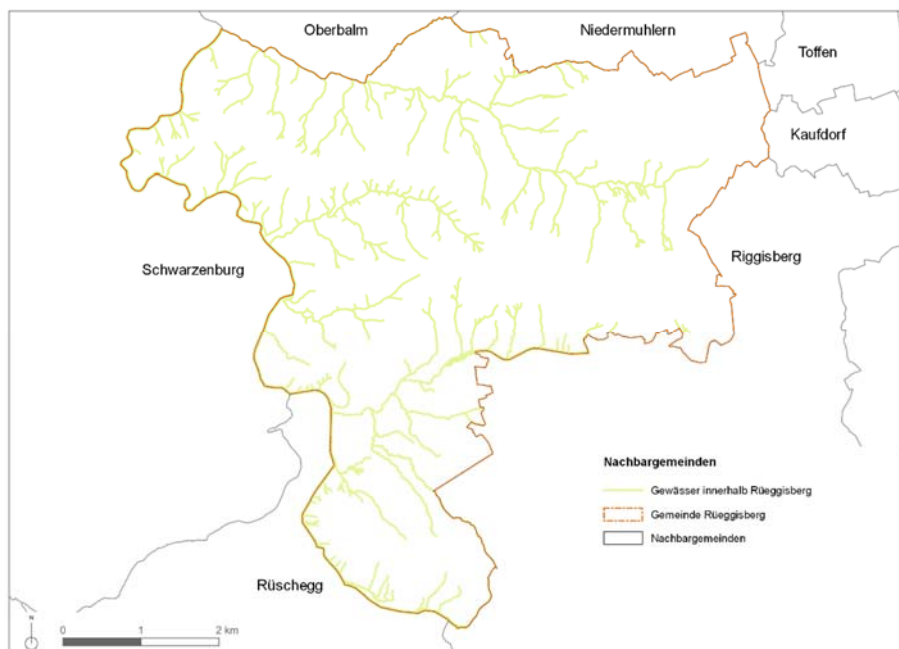 Oberbalm
Niedermuhlern
Toffen
Kaufdorf
Schwarzenburg
Riggisberg
Rüschegg
Nachbargemeinden
Gewässer innerhalb Rüeggisberg
Gemeinde Rüeggisberg
Nachbargemeinden
N
0 1 2 km